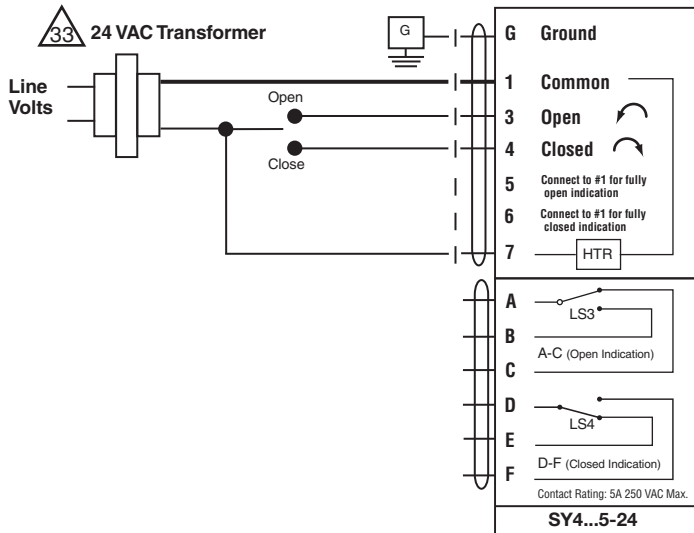 33 24 VAC Transformer
G
G Ground
Line
Volts
1 Common
Open
3 Open
Close
4 Closed
5 Connect to #1 for fully
open indication
6 Connect to #1 for fully
closed indication
7 HTR
A
LS3
B
A-C (Open Indication)
C
D
LS4
E
D-F (Closed Indication)
F
Contact Rating: 5A 250 VAC Max.
SY4...5-24